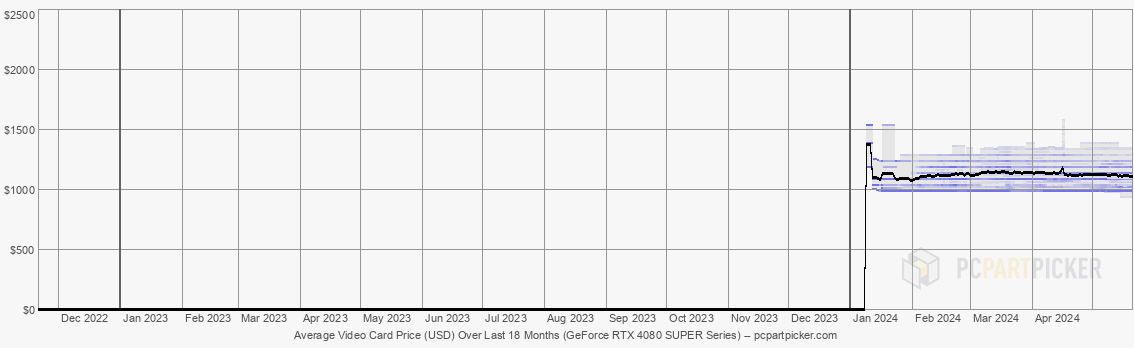 $2500
$2000
$1500
$1000
$500
$0
Dec 2022 Jan 2023 Feb 2023 Mar 2023 Apr 2023 May 2023 Jun 2023 Jul 2023 Aug 2023 Sep 2023 Oct 2023 Nov 2023 Dec 2023 Jan 2024 Feb 2024 Mar 2024 Apr 2024
Average Video Card Price (USD) Over Last 18 Months (GeForce RTX 4080 SUPER Series) -- pcpartpicker.com
PCPARTPICKER